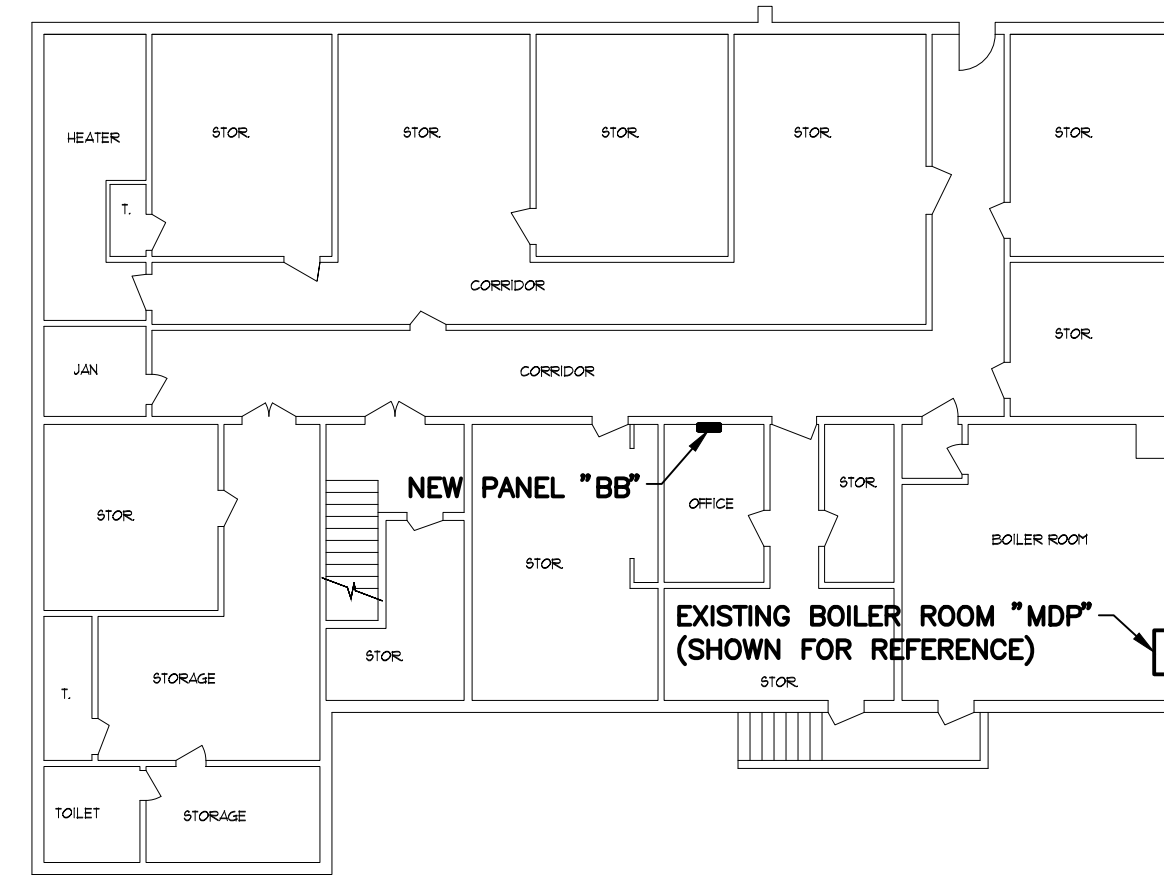 HEATER
STOR.
STOR.
STOR.
STOR.
STOR.
T.
CORRIDOR
STOR.
JAN
CORRIDOR
NEW PANEL "BB"
STOR.
OFFICE
STOR.
STOR.
BOILER ROOM
EXISTING BOILER ROOM "MDP"
(SHOWN FOR REFERENCE)
STOR.
STORAGE
STOR.
T.
TOILET
STORAGE